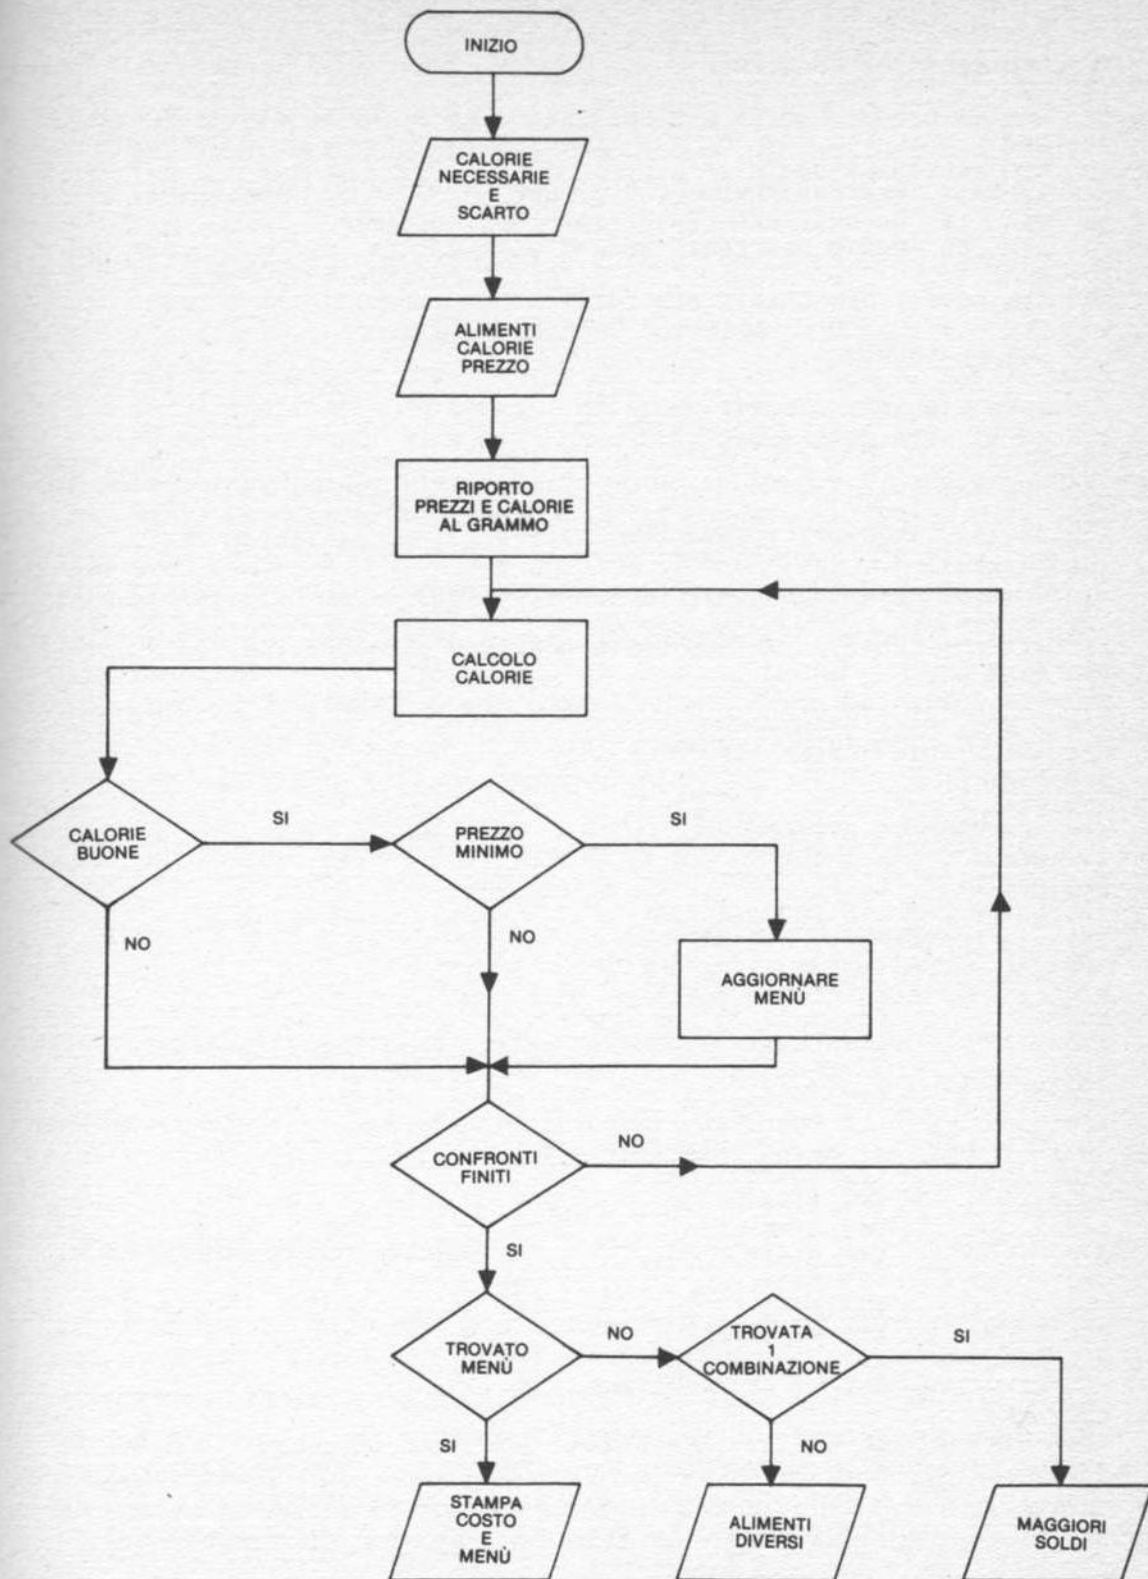 INIZIO
CALORIE
NECESSARIE
E
SCARTO
ALIMENTI
CALORIE
PREZZO
RIPORTO
PREZZI E CALORIE
AL GRAMMO
CALCOLO
CALORIE
CALORIE
BUONE
SI
PREZZO
MINIMO
SI
NO
NO
AGGIORNARE
MENÙ
CONFRONTI
FINITI
NO
SI
TROVATO
MENÙ
NO
TROVATA
1
COMBINAZIONE
SI
SI
NO
STAMPA
COSTO
E
MENÙ
ALIMENTI
DIVERSI
MAGGIORI
SOLDI